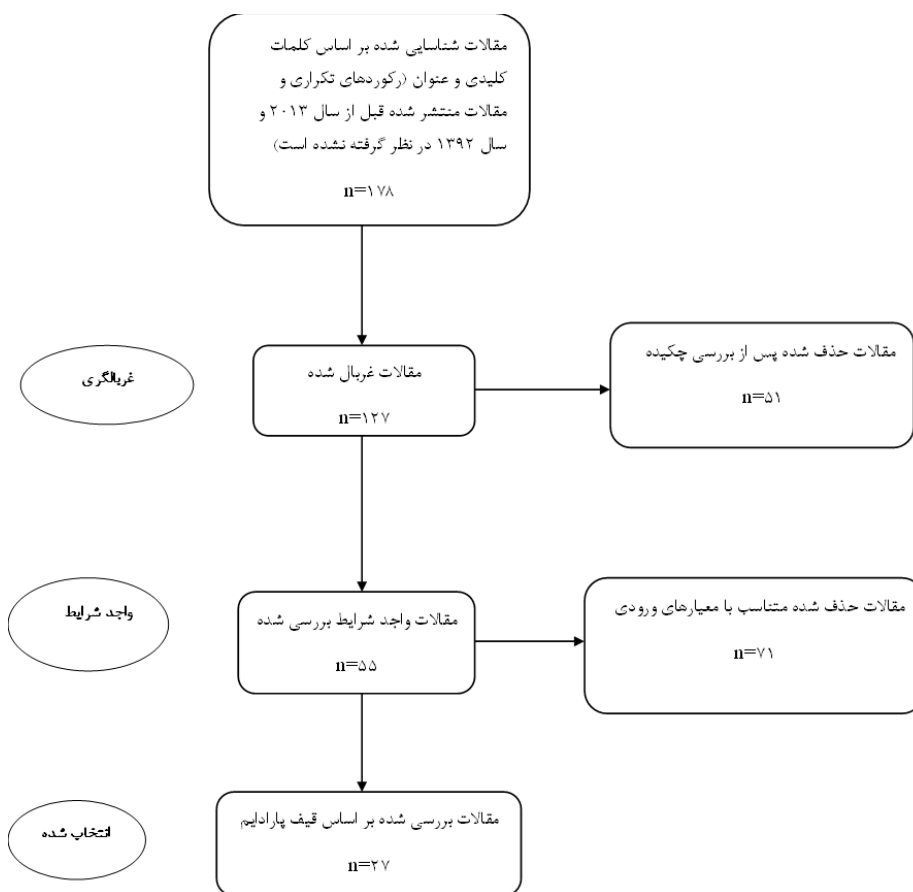 مقالات شناسایی شده بر اساس کلمات
کلیدی و عنوان (رکوردهای تکراری و
مقالات منتشر شده قبل از سال ۲۰۱۳ و
سال ۱۳۹۲ در نظر گرفته نشده است)
n=۱۷۸
غربالگری
مقالات غربال شده
n=۱۲۷
مقالات حذف شده پس از بررسی چکیده
n=۵۱
واجد شرایط
مقالات واجد شرایط بررسی شده
n=۵۵
مقالات حذف شده متناسب با معیارهای ورودی
n=۷۱
انتخاب شده
مقالات بررسی شده بر اساس قیف پارادایم
n=۲۷